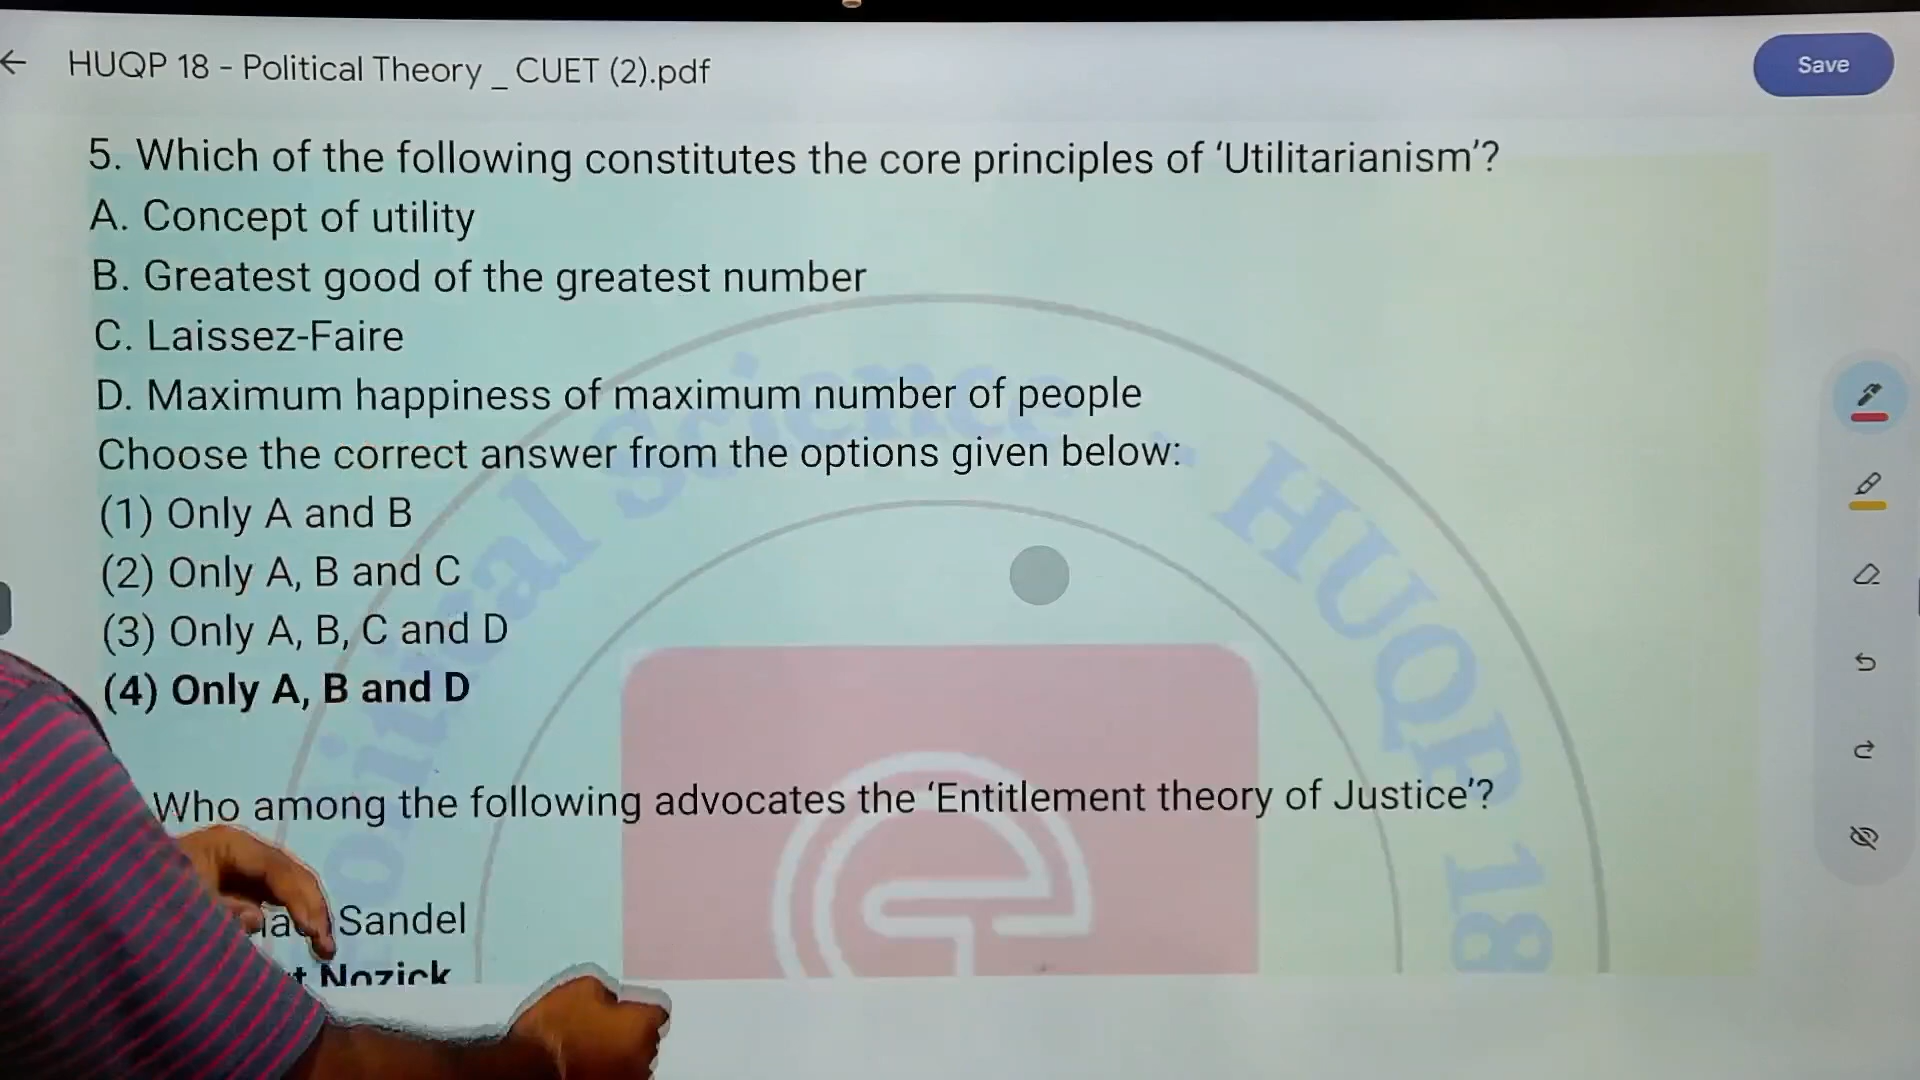 HUQP 18 - Political Theory _ CUET (2).pdf
Save
5. Which of the following constitutes the core principles of ‘Utilitarianism’?
A. Concept of utility
B. Greatest good of the greatest number
C. Laissez-Faire
D. Maximum happiness of maximum number of people
Choose the correct answer from the options given below:
(1) Only A and B
(2) Only A, B and C
(3) Only A, B, C and D
(4) Only A, B and D
Who among the following advocates the ‘Entitlement theory of Justice’?
Sandel
Nozick
Political Science - HUQP 18